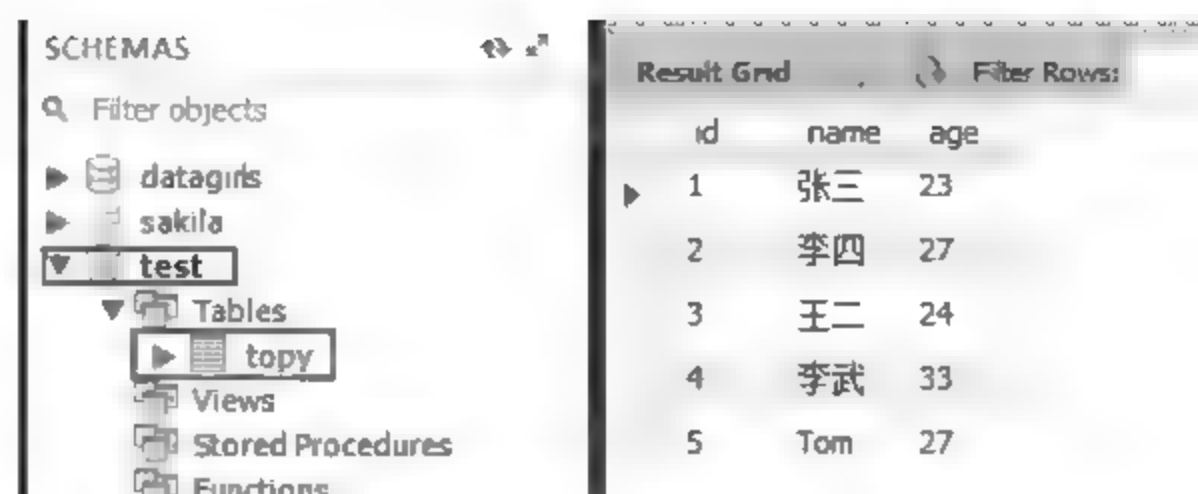 SCHEMAS
Filter objects
datagirls
sakila
test
Tables
topy
Views
Stored Procedures
Functions
Result Grid Filter Rows:
id name age
1 张三 23
2 李四 27
3 王二 24
4 李武 33
5 Tom 27